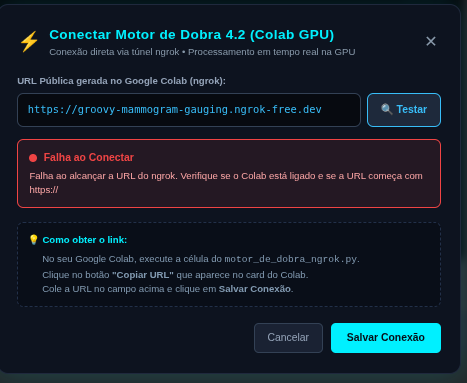 ⚡ Conectar Motor de Dobra 4.2 (Colab GPU)
Conexão direta via túnel ngrok • Processamento em tempo real na GPU
✕
URL Pública gerada no Google Colab (ngrok):
https://groovy-mammogram-gauging.ngrok-free.dev
🔍 Testar
Falha ao Conectar
Falha ao alcançar a URL do ngrok. Verifique se o Colab está ligado e se a URL começa com
https://
💡 Como obter o link:
No seu Google Colab, execute a célula do motor_de_dobra_ngrok.py.
Clique no botão "Copiar URL" que aparece no card do Colab.
Cole a URL no campo acima e clique em Salvar Conexão.
Cancelar
Salvar Conexão